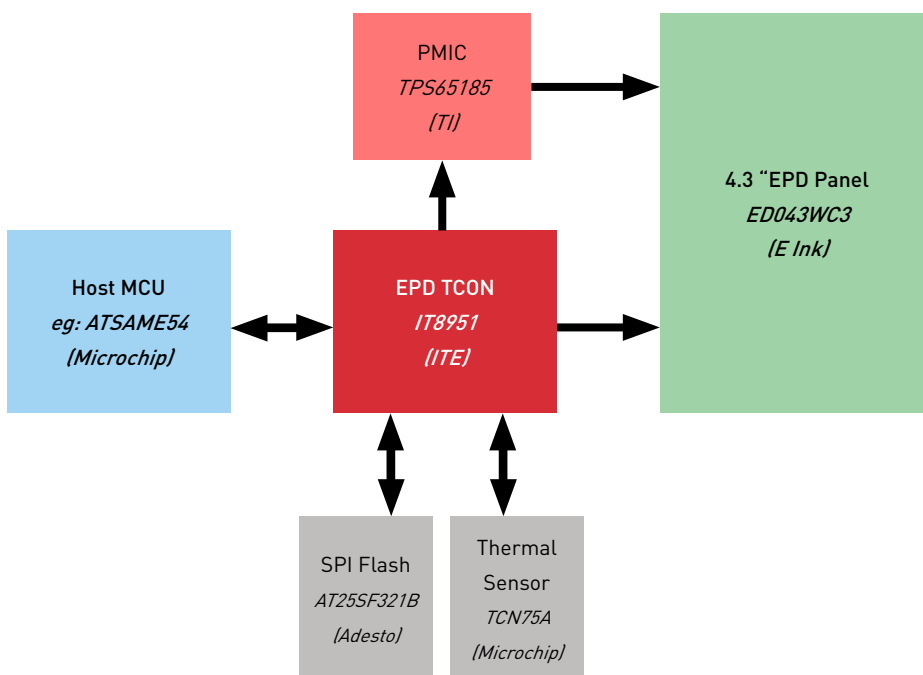 PMIC
TPS65185
(TI)
4.3 “EPD Panel
ED043WC3
(E Ink)
Host MCU
eg: ATSAME54
(Microchip)
EPD TCON
IT8951
(ITE)
SPI Flash
AT25SF321B
(Adesto)
Thermal
Sensor
TCN75A
(Microchip)